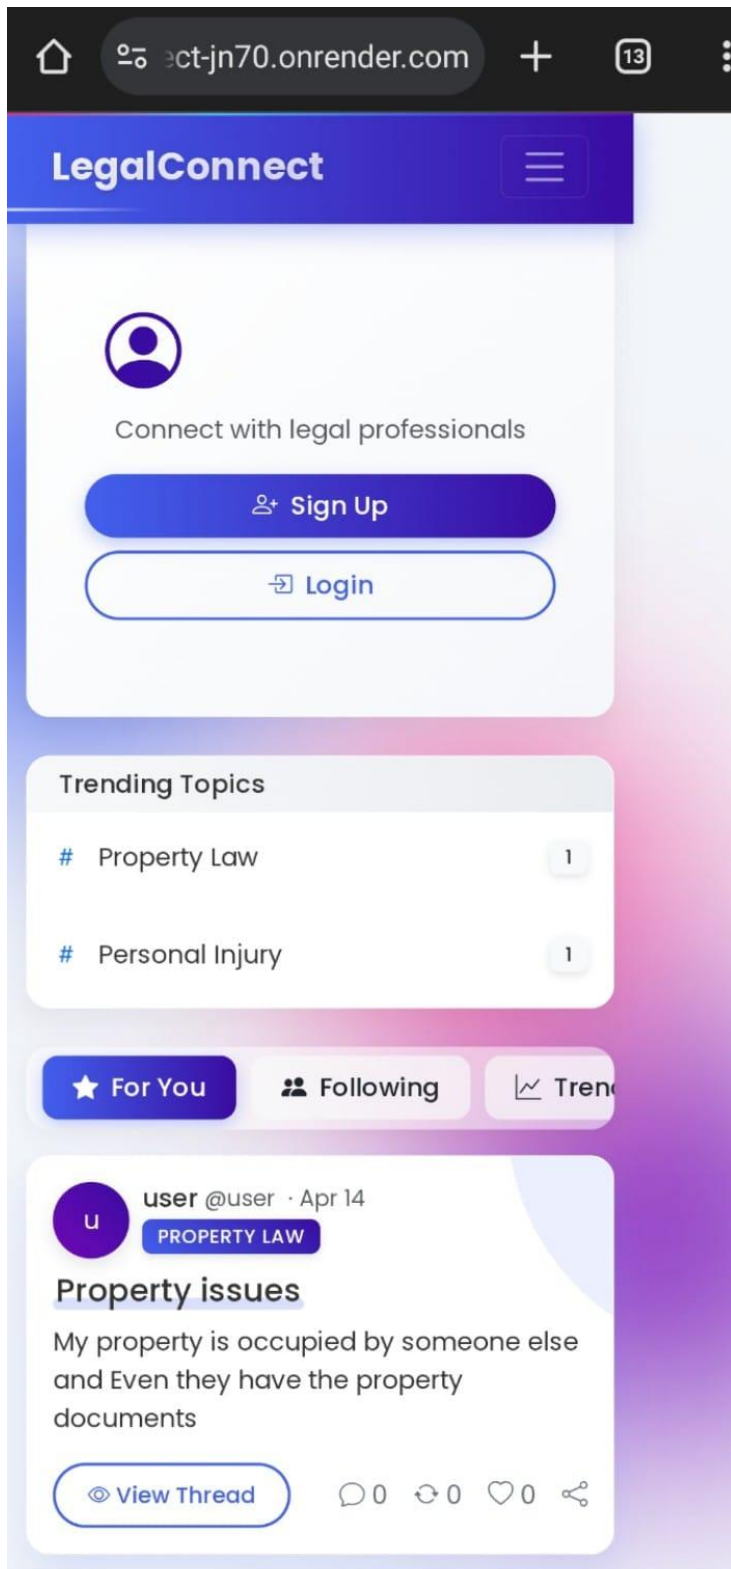 ect-jn70.onrender.com
13
LegalConnect
Connect with legal professionals
Sign Up
Login
Trending Topics
# Property Law 1
# Personal Injury 1
For You Following Tren
u
user @user · Apr 14
PROPERTY LAW
Property issues
My property is occupied by someone else
and Even they have the property
documents
View Thread 0 0 0